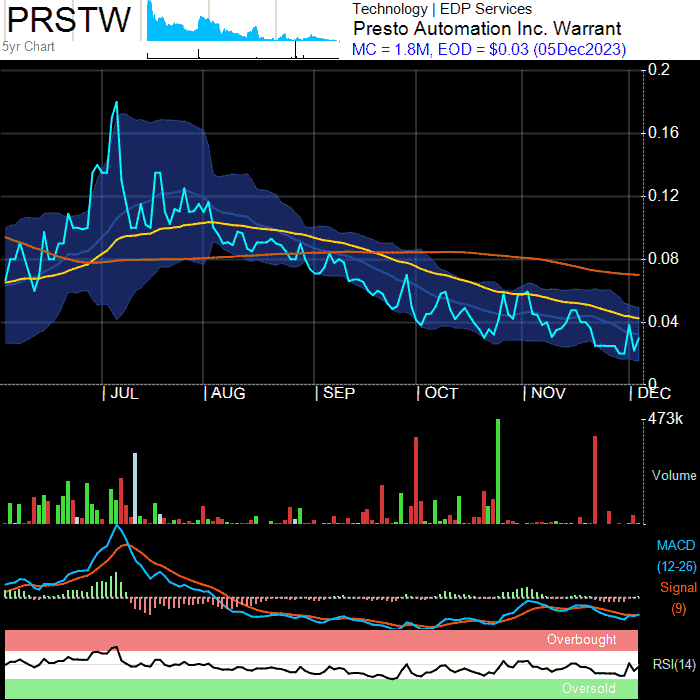 PRSTW
5yr Chart
Technology | EDP Services
Presto Automation Inc. Warrant
MC = 1.8M, EOD = $0.03 (05Dec2023)
0.2
0.16
0.12
0.08
0.04
0
| JUL | AUG | SEP | OCT | NOV | DEC
473k
Volume
MACD
(12-26)
Signal
(9)
Overbought
RSI(14)
Oversold